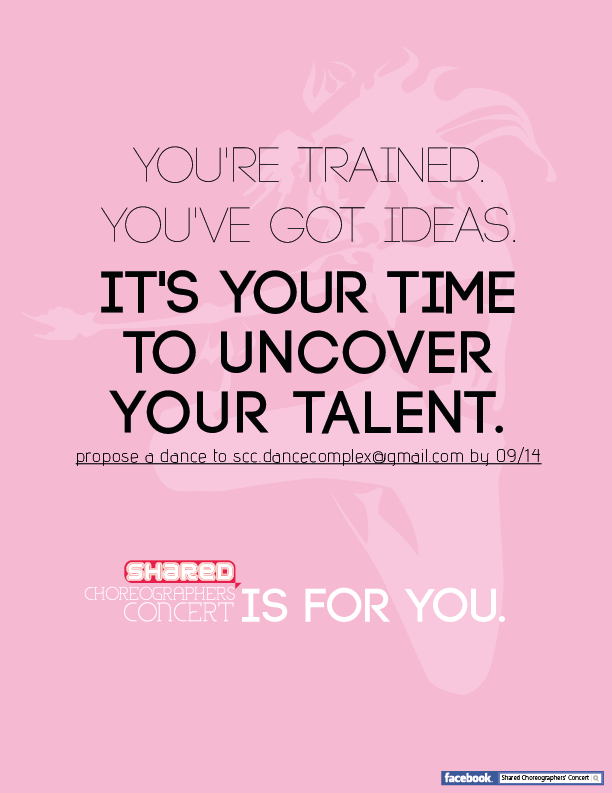 YOU'RE TRAINED.
YOU'VE GOT IDEAS.
IT'S YOUR TIME
TO UNCOVER
YOUR TALENT.
propose a dance to scc.dancecomplex@gmail.com by 09/14
SHARED
CHOREOGRAPHERS'
CONCERT IS FOR YOU.
facebook. Shared Choreographers' Concert